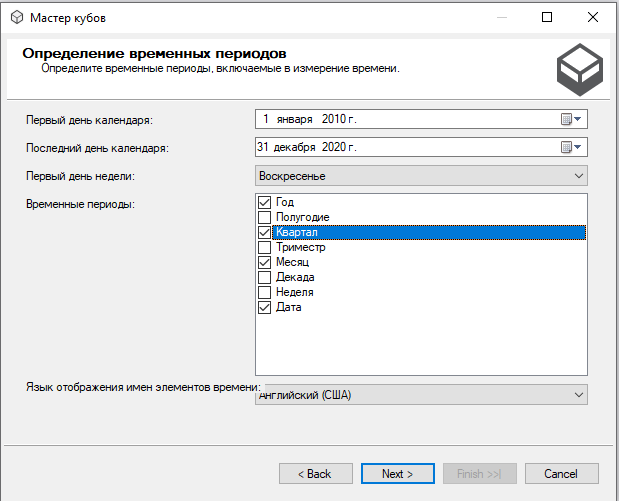 Мастер кубов
Определение временных периодов
Определите временные периоды, включаемые в измерение времени.
Первый день календаря: 1 января 2010 г.
Последний день календаря: 31 декабря 2020 г.
Первый день недели: Воскресенье
Временные периоды:
Год
Полугодие
Квартал
Триместр
Месяц
Декада
Неделя
Дата
Язык отображения имен элементов времени: Английский (США)
< Back Next > Finish >>| Cancel